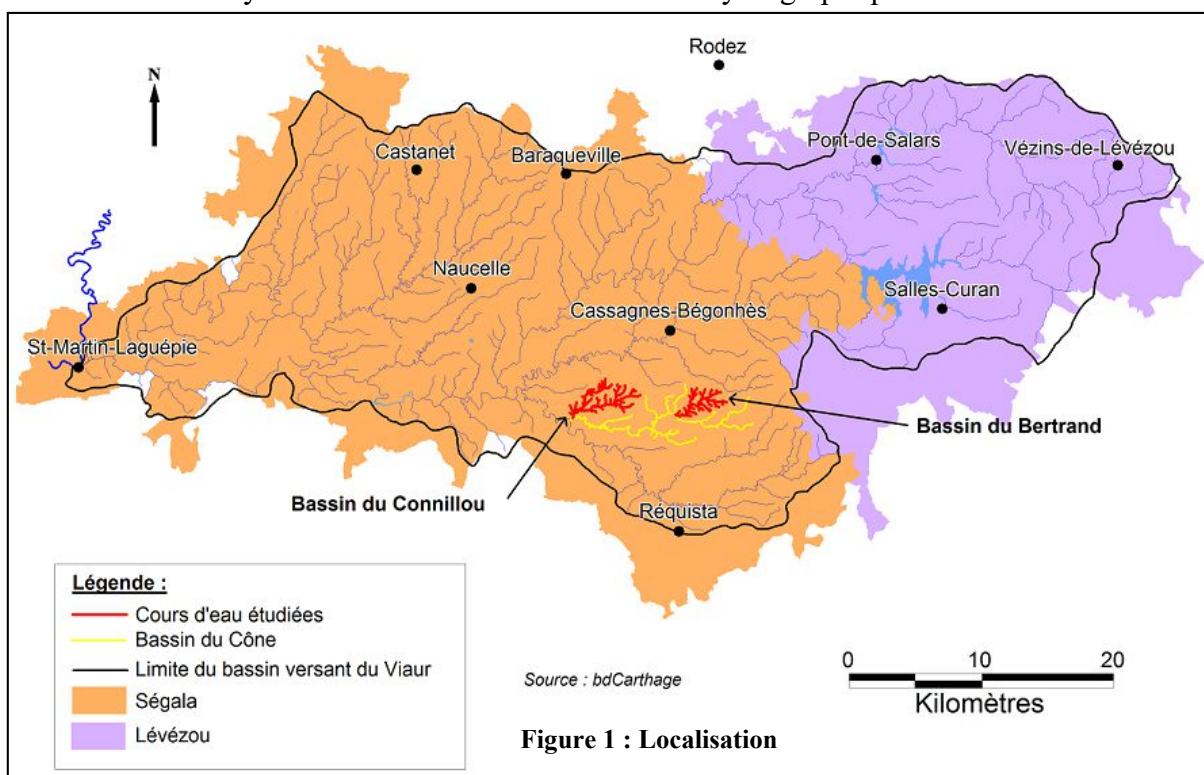 Rodez
N
Pont-de-Salars
Vézins-de-Lévézou
Castanet
Baraqueville
Naucelle
Salles-Curan
Cassagnes-Bégonhès
St-Martin-Laguépie
Bassin du Bertrand
Bassin du Connillou
Réquista
Légende :
Cours d'eau étudiées
Bassin du Cône
Limite du bassin versant du Viaur
Ségala
Lévézou
Source : bdCarthage
0 10 20
Kilomètres
Figure 1 : Localisation